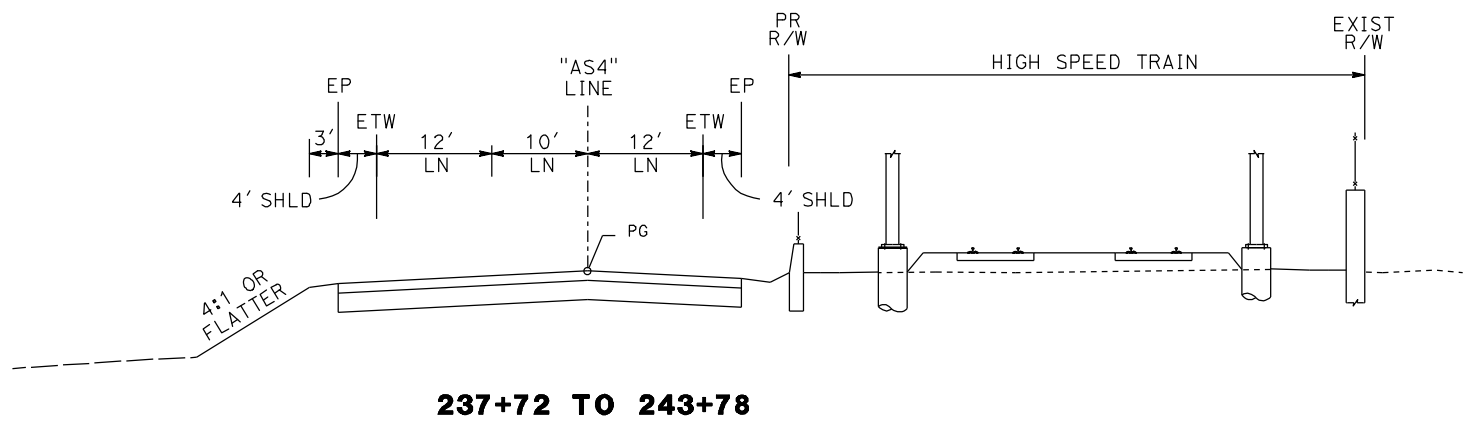 PR
R/W
EXIST
R/W
HIGH SPEED TRAIN
"AS4"
LINE
EP
EP
ETW
ETW
3'
12'
LN
10'
LN
12'
LN
4' SHLD
4' SHLD
PG
4:1 OR
FLATTER
237+72 TO 243+78